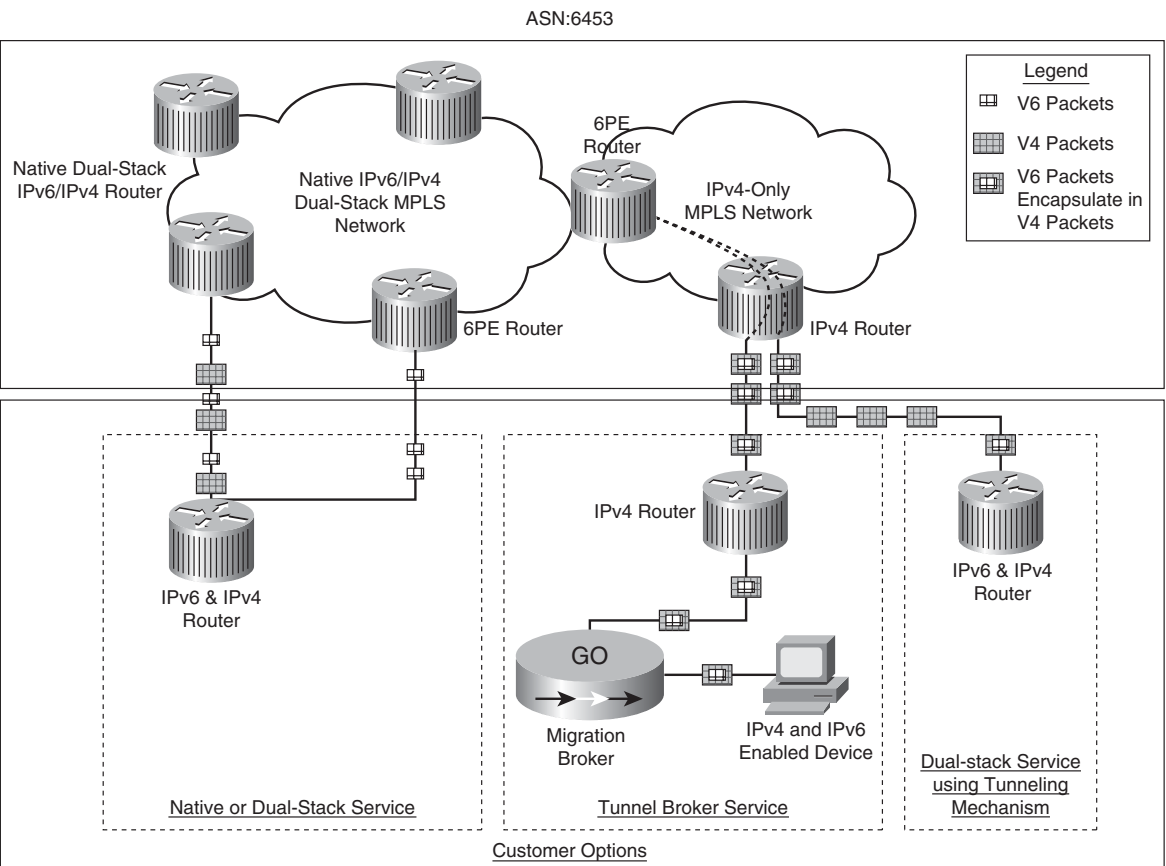 ASN:6453
Legend
V6 Packets
V4 Packets
V6 Packets
Encapsulate in
V4 Packets
Native Dual-Stack
IPv6/IPv4 Router
Native IPv6/IPv4
Dual-Stack MPLS
Network
6PE
Router
IPv4-Only
MPLS Network
6PE Router
IPv4 Router
IPv6 & IPv4
Router
IPv4 Router
IPv6 & IPv4
Router
GO
Migration
Broker
IPv4 and IPv6
Enabled Device
Native or Dual-Stack Service
Tunnel Broker Service
Dual-stack Service
using Tunneling
Mechanism
Customer Options